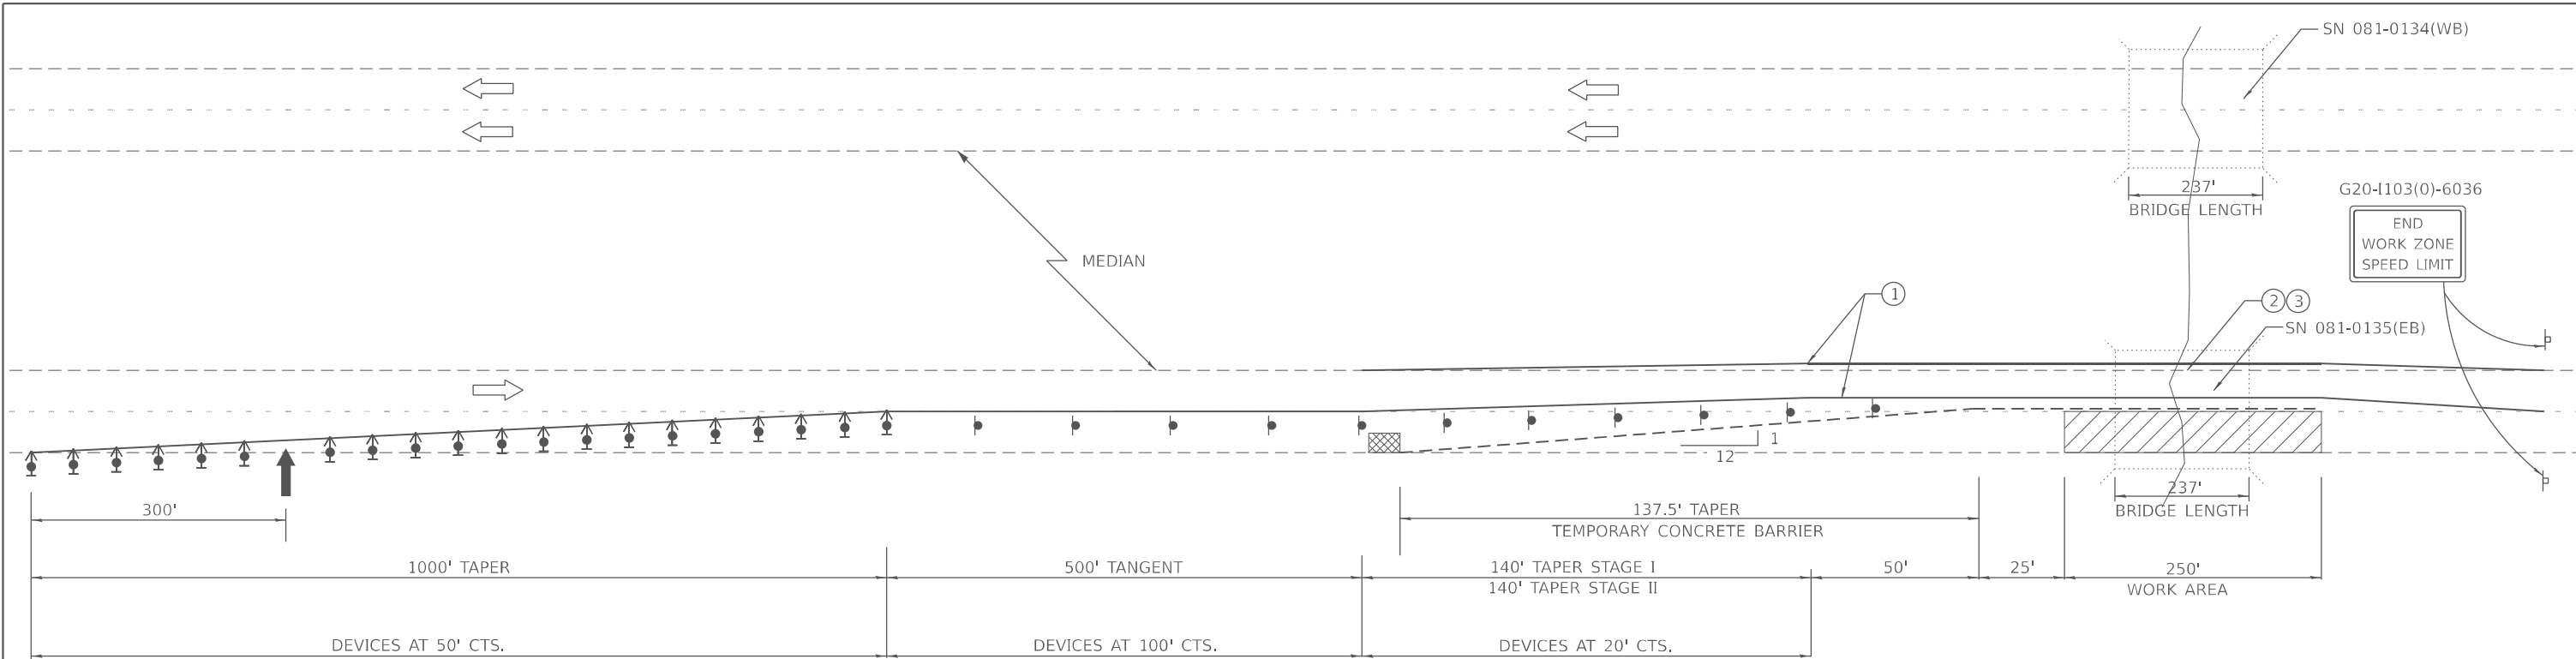 SN 081-0134(WB)
237'
BRIDGE LENGTH
G20-I103(0)-6036
END
WORK ZONE
SPEED LIMIT
MEDIAN
1
2 3
SN 081-0135(EB)
1
12
237'
BRIDGE LENGTH
300'
137.5' TAPER
TEMPORARY CONCRETE BARRIER
1000' TAPER
500' TANGENT
140' TAPER STAGE I
140' TAPER STAGE II
50'
25'
250'
WORK AREA
DEVICES AT 50' CTS.
DEVICES AT 100' CTS.
DEVICES AT 20' CTS.